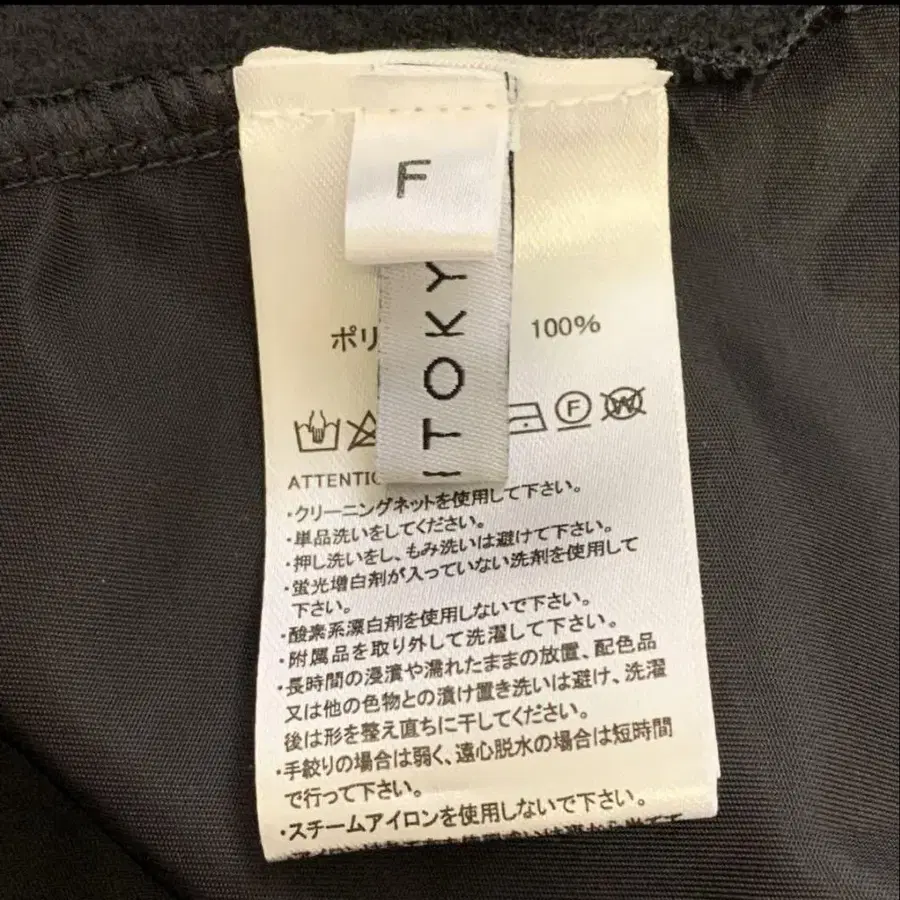 F
ITOKY
ポリ 100%
F W
ATTENTIO
・クリーニングネットを使用して下さい。
・単品洗いをしてください。
・押し洗いをし、もみ洗いは避けて下さい。
・蛍光増白剤が入っていない洗剤を使用して
下さい。
・酸素系漂白剤を使用しないで下さい。
・附属品を取り外して洗濯して下さい。
・長時間の浸漬や濡れたままの放置、配色品
又は他の色物との漬け置き洗いは避け、洗濯
後は形を整え直ちに干してください。
・手絞りの場合は弱く、遠心脱水の場合は短時間
で行って下さい。
・スチームアイロンを使用しないで下さい。